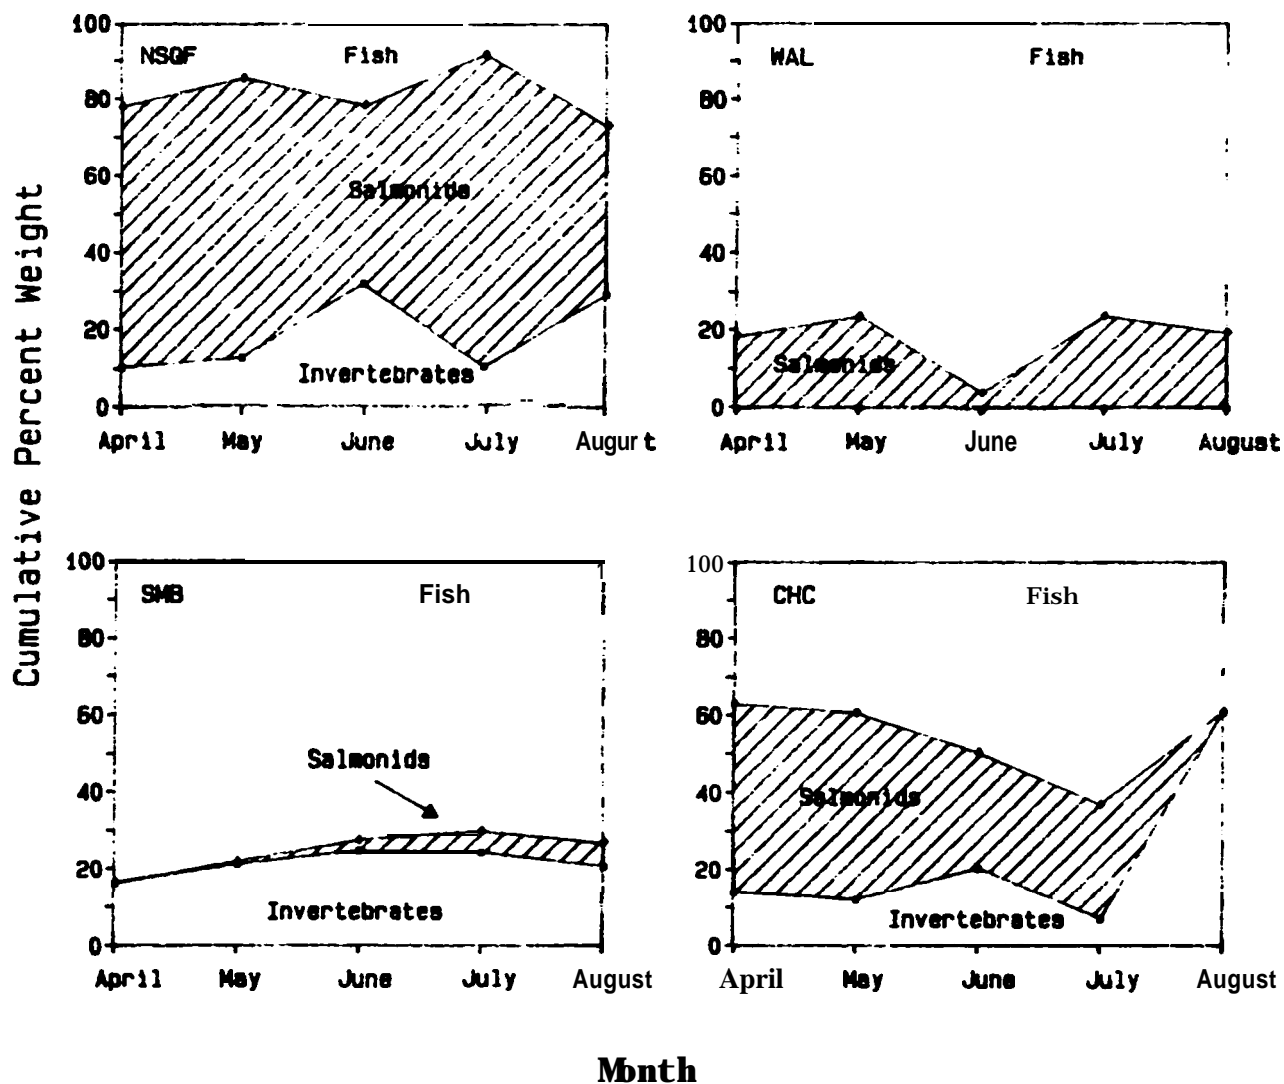 Cumulative Percent Weight
100
80
60
40
20
0
NSQF Fish
Salmonids
Invertebrates
April May June July Augurt
100
80
60
40
20
0
WAL Fish
Salmonids
April May June July August
100
80
60
40
20
0
SMB Fish
Salmonids
Invertebrates
April May June July August
100
80
60
40
20
0
CHC Fish
Salmonids
Invertebrates
April May June July August
Month